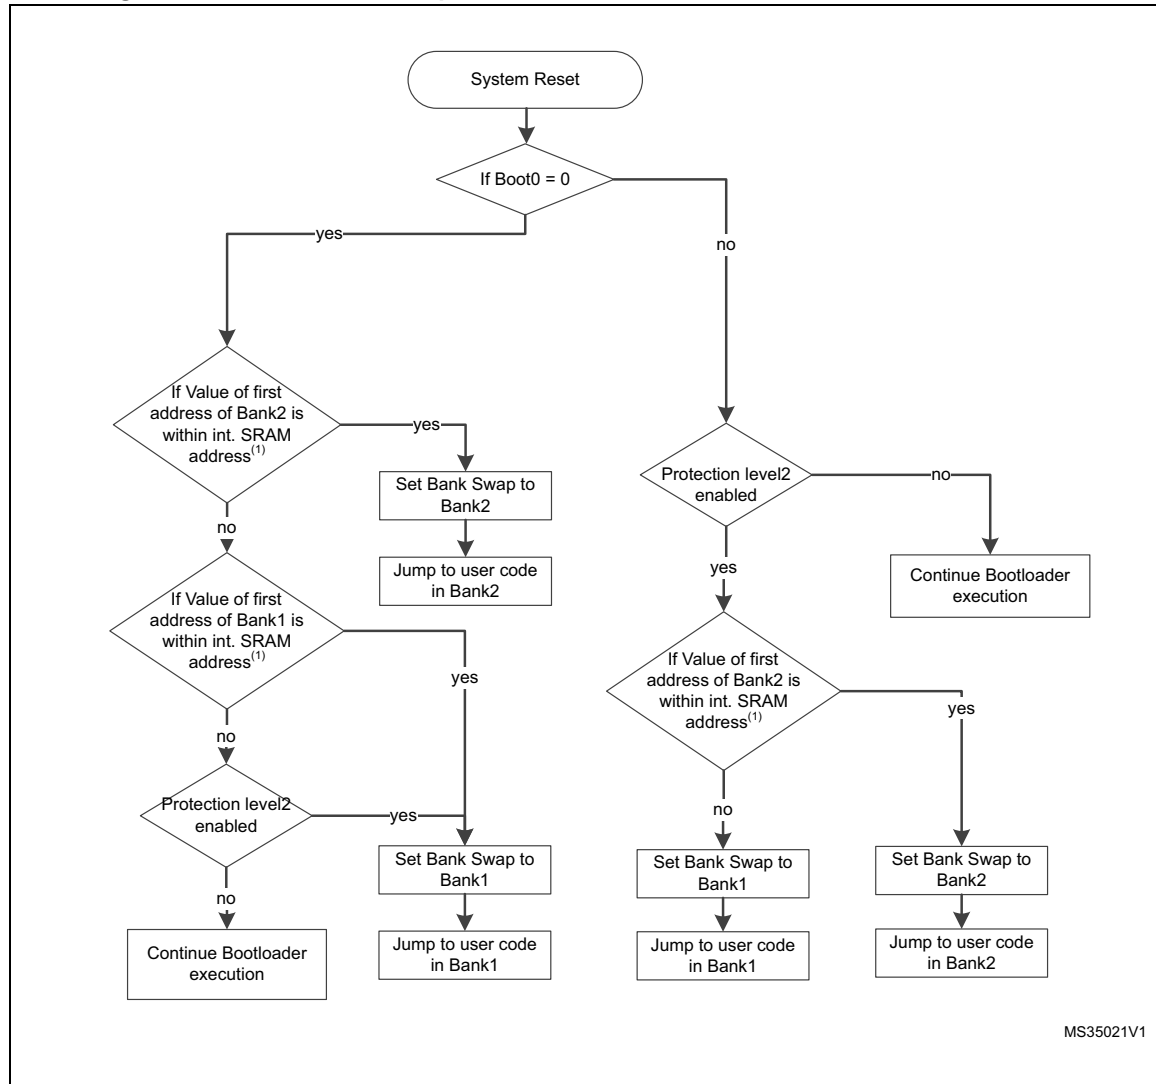 System Reset
If Boot0 = 0
yes
no
If Value of first
address of Bank2 is
within int. SRAM
address(1)
yes
Set Bank Swap to
Bank2
Jump to user code
in Bank2
no
If Value of first
address of Bank1 is
within int. SRAM
address(1)
yes
no
Protection level2
enabled
yes
Set Bank Swap to
Bank1
Jump to user code
in Bank1
no
Continue Bootloader
execution
Protection level2
enabled
no
Continue Bootloader
execution
yes
If Value of first
address of Bank2 is
within int. SRAM
address(1)
yes
no
Set Bank Swap to
Bank1
Jump to user code
in Bank1
Set Bank Swap to
Bank2
Jump to user code
in Bank2
MS35021V1